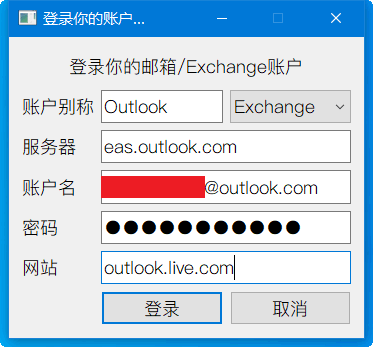 登录你的账户...
登录你的邮箱/Exchange账户
账户别称 Outlook Exchange
服务器 eas.outlook.com
账户名 @outlook.com
密码 ●●●●●●●●●●●
网站 outlook.live.com
登录 取消